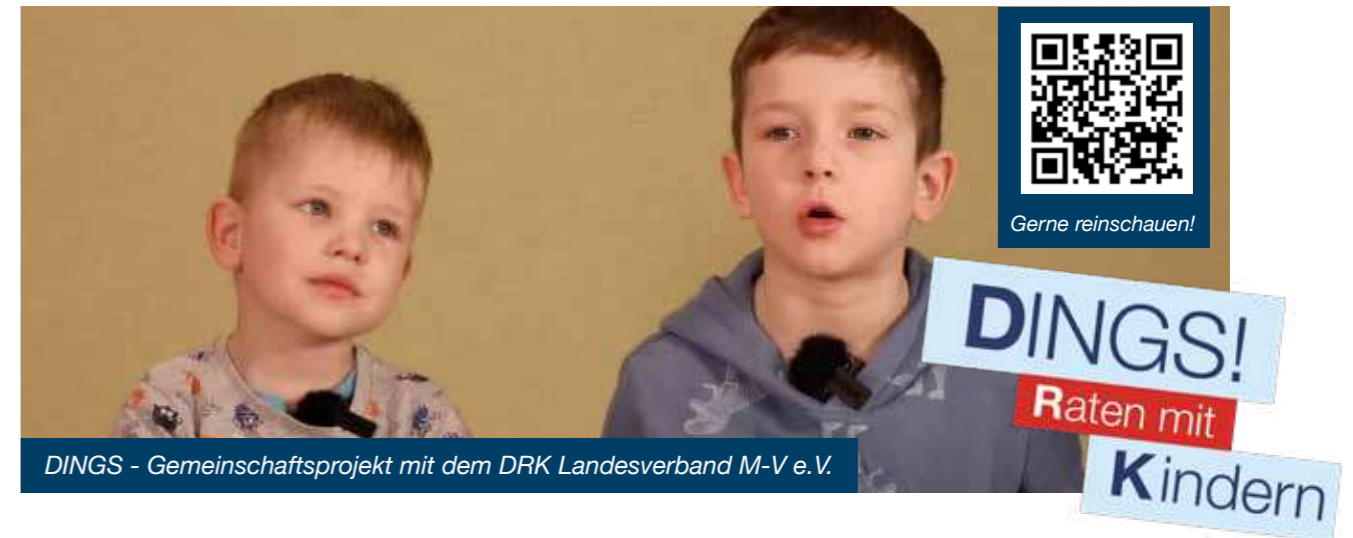 Gerne reinschauen!
DINGS!
Raten mit
Kindern
DINGS - Gemeinschaftsprojekt mit dem DRK Landesverband M-V e.V.